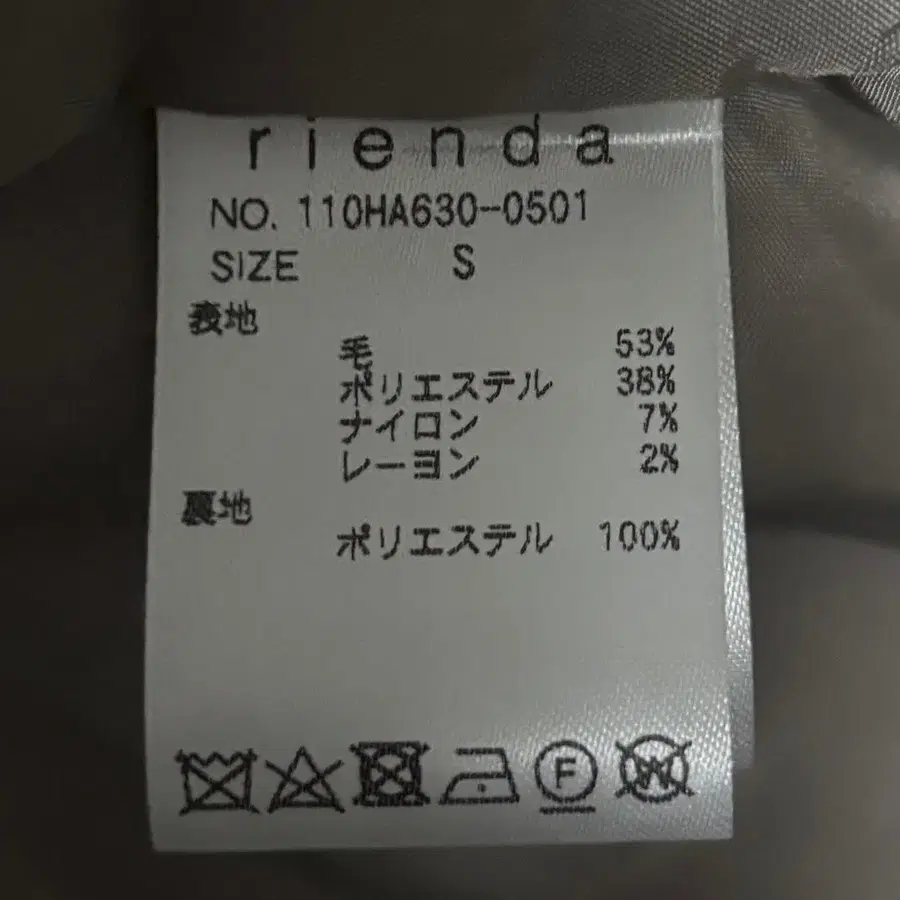 rienda
NO. 110HA630-0501
SIZE S
表地
毛 53%
ポリエステル 38%
ナイロン 7%
レーヨン 2%
裏地
ポリエステル 100%
F
W